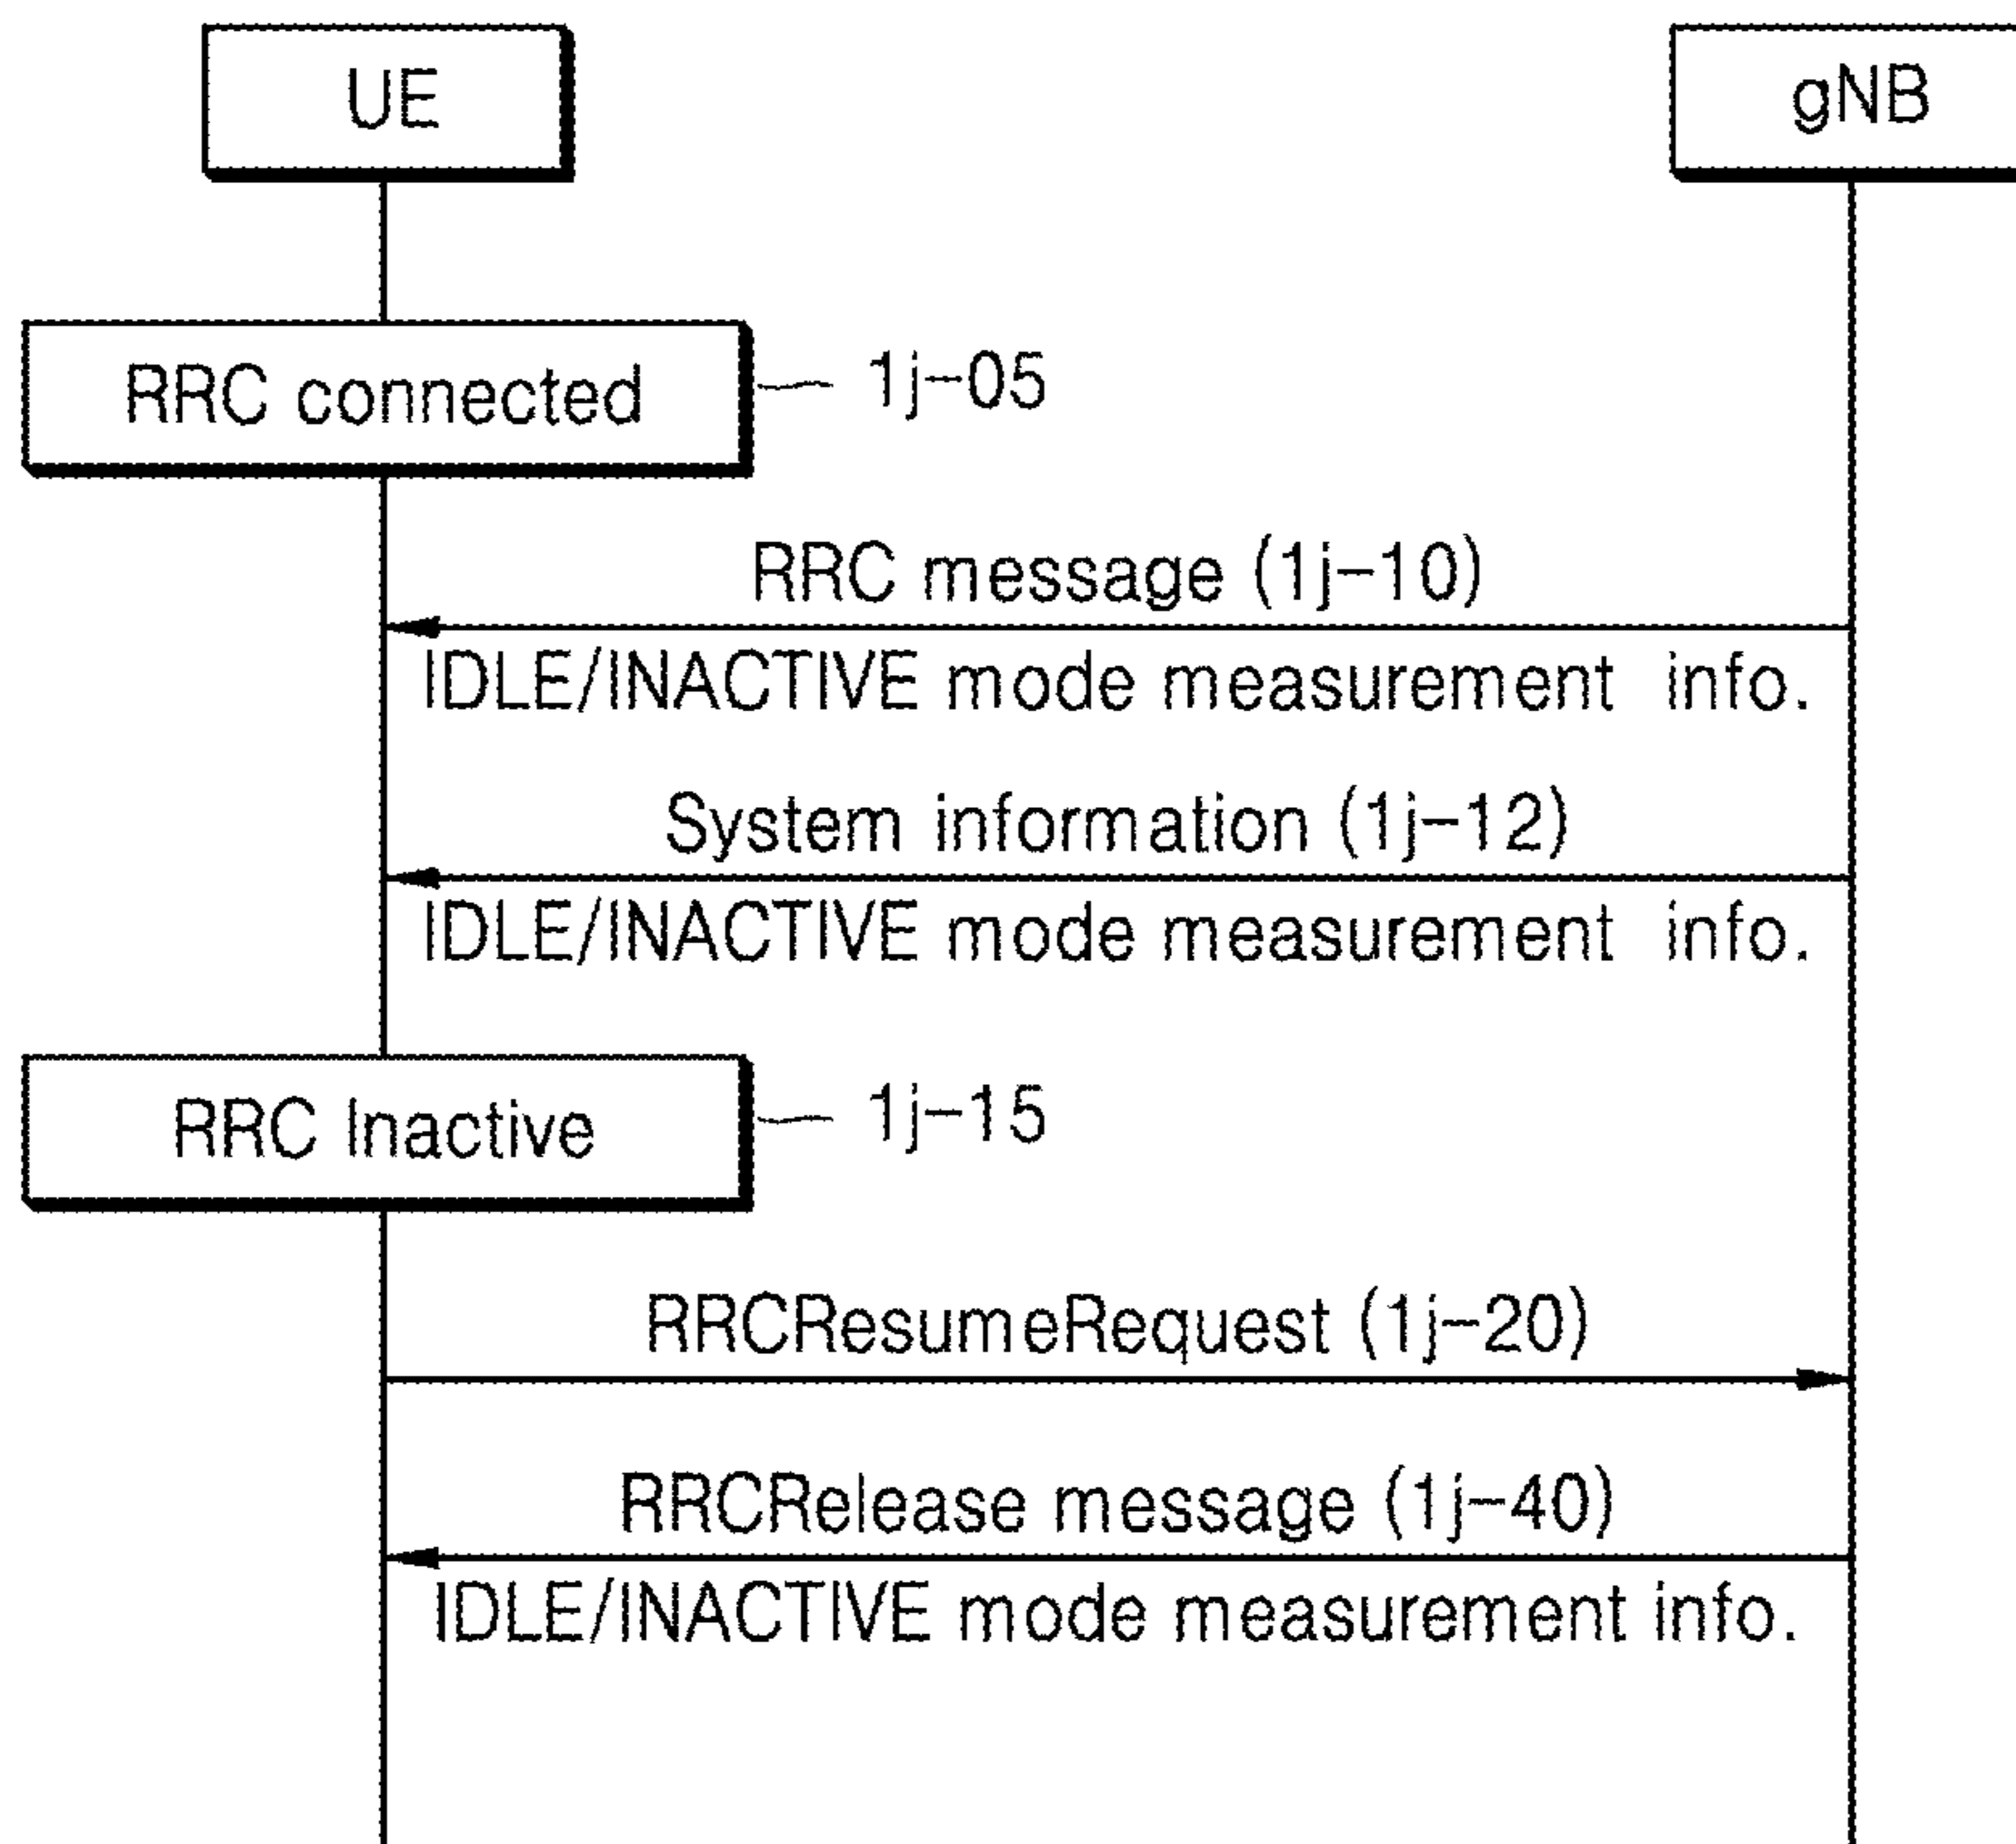 UE
gNB
RRC connected
1j-05
RRC message (1j-10)
IDLE/INACTIVE mode measurement info.
System information (1j-12)
IDLE/INACTIVE mode measurement info.
RRC Inactive
1j-15
RRCResumeRequest (1j-20)
RRCRelease message (1j-40)
IDLE/INACTIVE mode measurement info.